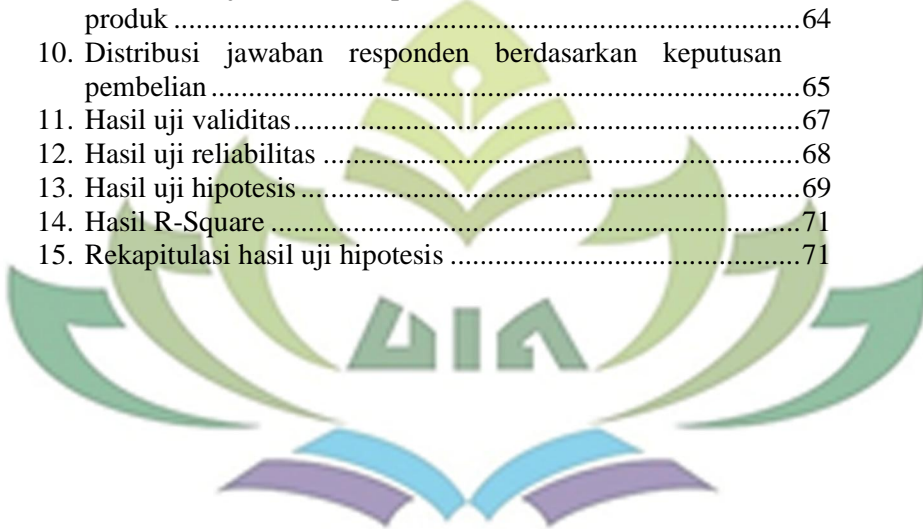 produk ................................................................................64
10. Distribusi jawaban responden berdasarkan keputusan
pembelian ...........................................................................65
11. Hasil uji validitas................................................................67
12. Hasil uji reliabilitas ............................................................68
13. Hasil uji hipotesis ...............................................................69
14. Hasil R-Square ...................................................................71
15. Rekapitulasi hasil uji hipotesis ............................................71
UIN